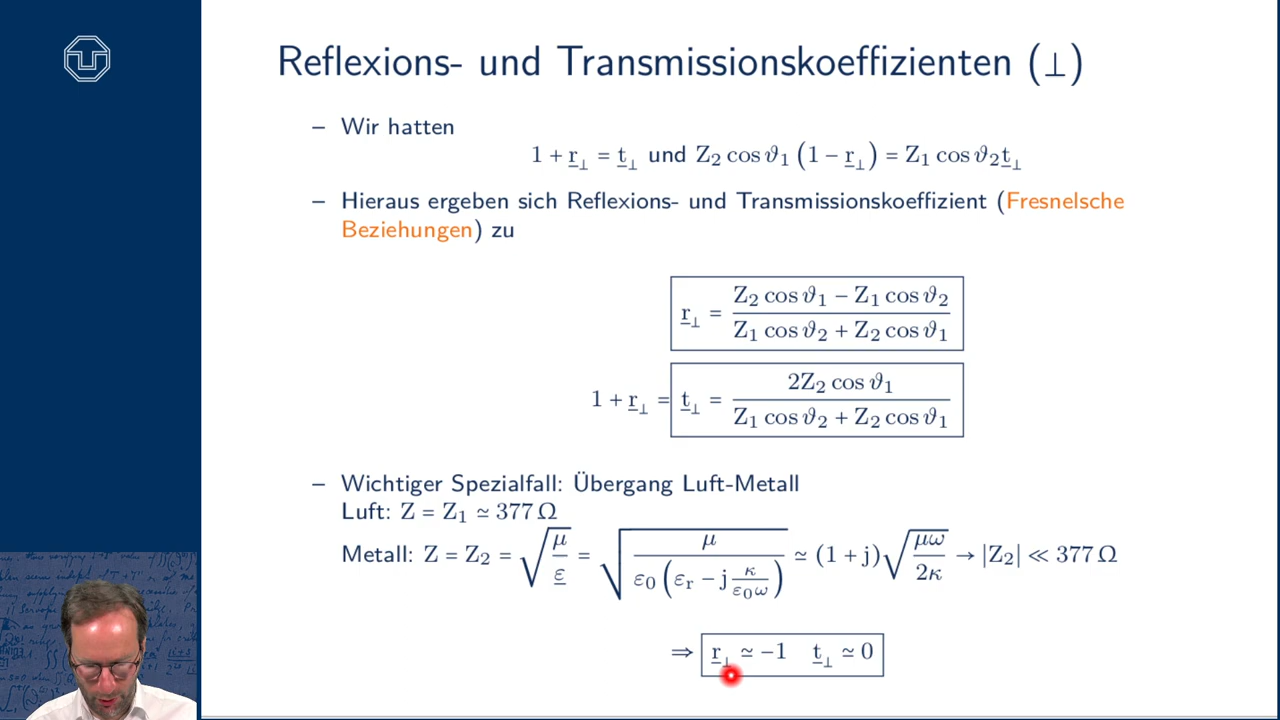 Reflexions- und Transmissionskoeffizienten (⊥)
– Wir hatten
1 + r̲⊥ = t̲⊥ und Z₂ cos ϑ₁ (1 − r̲⊥) = Z₁ cos ϑ₂ t̲⊥
– Hieraus ergeben sich Reflexions- und Transmissionskoeffizient (Fresnelsche
Beziehungen) zu
r̲⊥ = (Z₂ cos ϑ₁ − Z₁ cos ϑ₂) / (Z₁ cos ϑ₂ + Z₂ cos ϑ₁)
1 + r̲⊥ = t̲⊥ = 2Z₂ cos ϑ₁ / (Z₁ cos ϑ₂ + Z₂ cos ϑ₁)
– Wichtiger Spezialfall: Übergang Luft-Metall
Luft: Z = Z₁ ≃ 377 Ω
Metall: Z = Z₂ = √(μ/ε̲) = √(μ / (ε₀ (εᵣ − j κ/(ε₀ω)))) ≃ (1 + j)√(μω/2κ) → |Z₂| ≪ 377 Ω
⇒ r̲⊥ ≃ −1 t̲⊥ ≃ 0